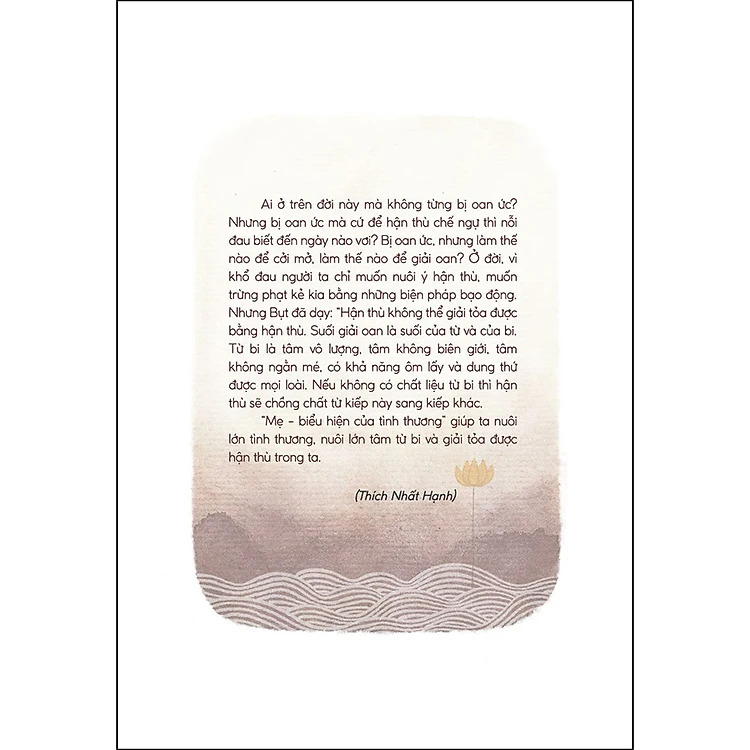 Ai ở trên đời này mà không từng bị oan ức?
Nhưng bị oan ức mà cứ để hận thù chế ngự thì nỗi
đau biết đến ngày nào vơi? Bị oan ức, nhưng làm thế
nào để cởi mở, làm thế nào để giải oan? Ở đời, vì
khổ đau người ta chỉ muốn nuôi ý hận thù, muốn
trừng phạt kẻ kia bằng những biện pháp bạo động.
Nhưng Bụt đã dạy: "Hận thù không thể giải tỏa được
bằng hận thù. Suối giải oan là suối của từ và của bi.
Từ bi là tâm vô lượng, tâm không biên giới, tâm
không ngằn mé, có khả năng ôm lấy và dung thứ
được mọi loài. Nếu không có chất liệu từ bi thì hận
thù sẽ chồng chất từ kiếp này sang kiếp khác.
"Mẹ - biểu hiện của tình thương" giúp ta nuôi
lớn tình thương, nuôi lớn tâm từ bi và giải tỏa được
hận thù trong ta.
(Thích Nhất Hạnh)